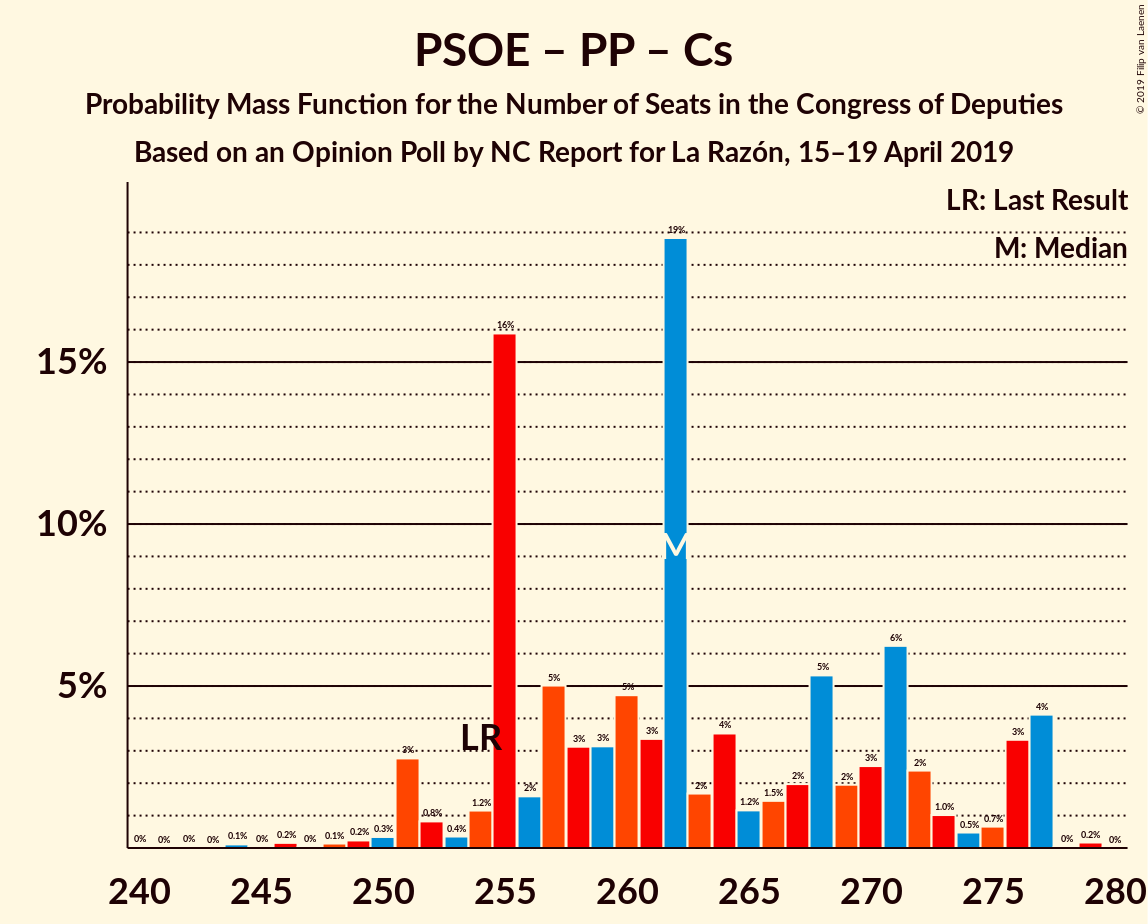 PSOE – PP – Cs
Probability Mass Function for the Number of Seats in the Congress of Deputies
Based on an Opinion Poll by NC Report for La Razón, 15–19 April 2019
© 2019 Filip van Laenen
LR: Last Result
M: Median
15%
10%
5%
0% 0% 0% 0% 0.1% 0% 0.2% 0% 0.1% 0.2% 0.3% 3% 0.8% 0.4% 1.2% 16% 2% 5% 3% 3% 5% 3% 19% 2% 4% 1.2% 1.5% 2% 5% 2% 3% 6% 2% 1.0% 0.5% 0.7% 3% 4% 0% 0.2% 0%
LR
M
240 245 250 255 260 265 270 275 280